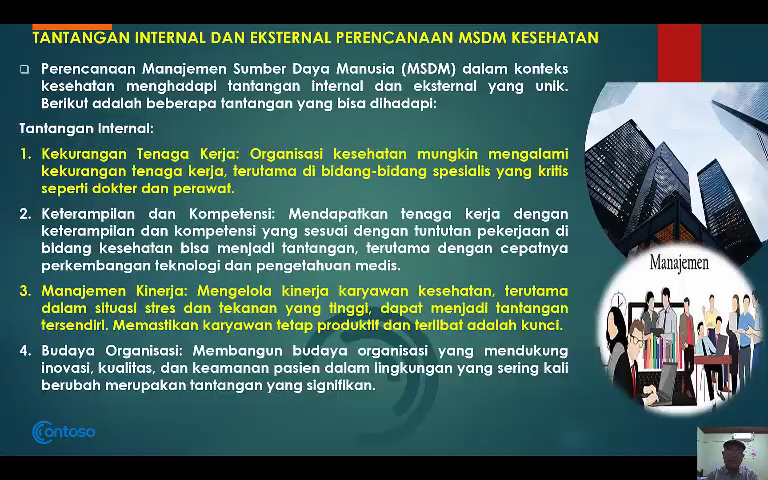 TANTANGAN INTERNAL DAN EKSTERNAL PERENCANAAN MSDM KESEHATAN
Perencanaan Manajemen Sumber Daya Manusia (MSDM) dalam konteks
kesehatan menghadapi tantangan internal dan eksternal yang unik.
Berikut adalah beberapa tantangan yang bisa dihadapi:
Tantangan Internal:
1. Kekurangan Tenaga Kerja: Organisasi kesehatan mungkin mengalami
kekurangan tenaga kerja, terutama di bidang-bidang spesialis yang kritis
seperti dokter dan perawat.
2. Keterampilan dan Kompetensi: Mendapatkan tenaga kerja dengan
keterampilan dan kompetensi yang sesuai dengan tuntutan pekerjaan di
bidang kesehatan bisa menjadi tantangan, terutama dengan cepatnya
perkembangan teknologi dan pengetahuan medis.
3. Manajemen Kinerja: Mengelola kinerja karyawan kesehatan, terutama
dalam situasi stres dan tekanan yang tinggi, dapat menjadi tantangan
tersendiri. Memastikan karyawan tetap produktif dan terlibat adalah kunci.
4. Budaya Organisasi: Membangun budaya organisasi yang mendukung
inovasi, kualitas, dan keamanan pasien dalam lingkungan yang sering kali
berubah merupakan tantangan yang signifikan.
Manajemen
Contoso